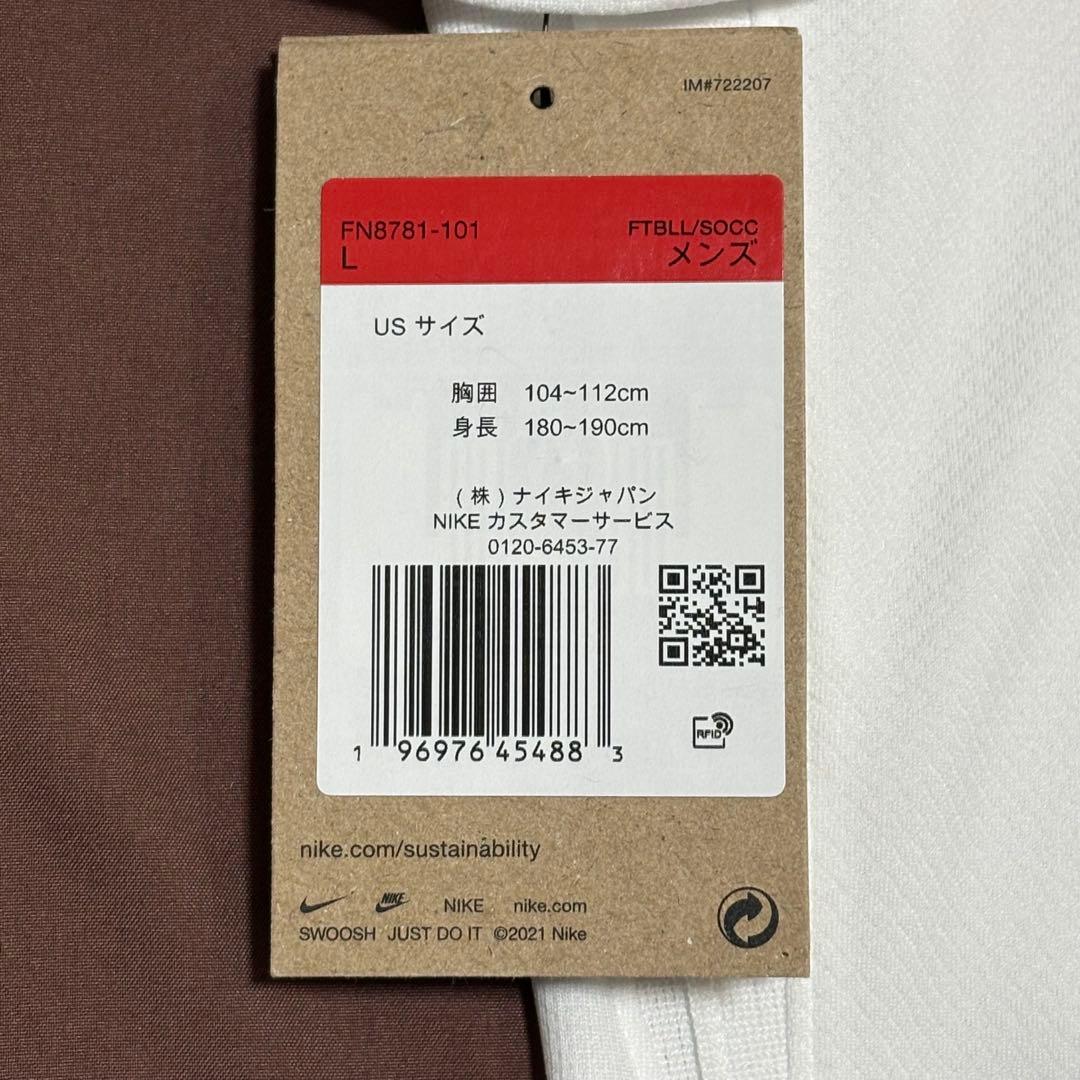 IM#722207
FN8781-101 FTBLL/SOCC
L メンズ
US サイズ
胸囲 104~112cm
身長 180~190cm
(株)ナイキジャパン
NIKE カスタマーサービス
0120-6453-77
RFID
1 96976 45488 3
nike.com/sustainability
NIKE NIKE nike.com
SWOOSH JUST DO IT ©2021 Nike